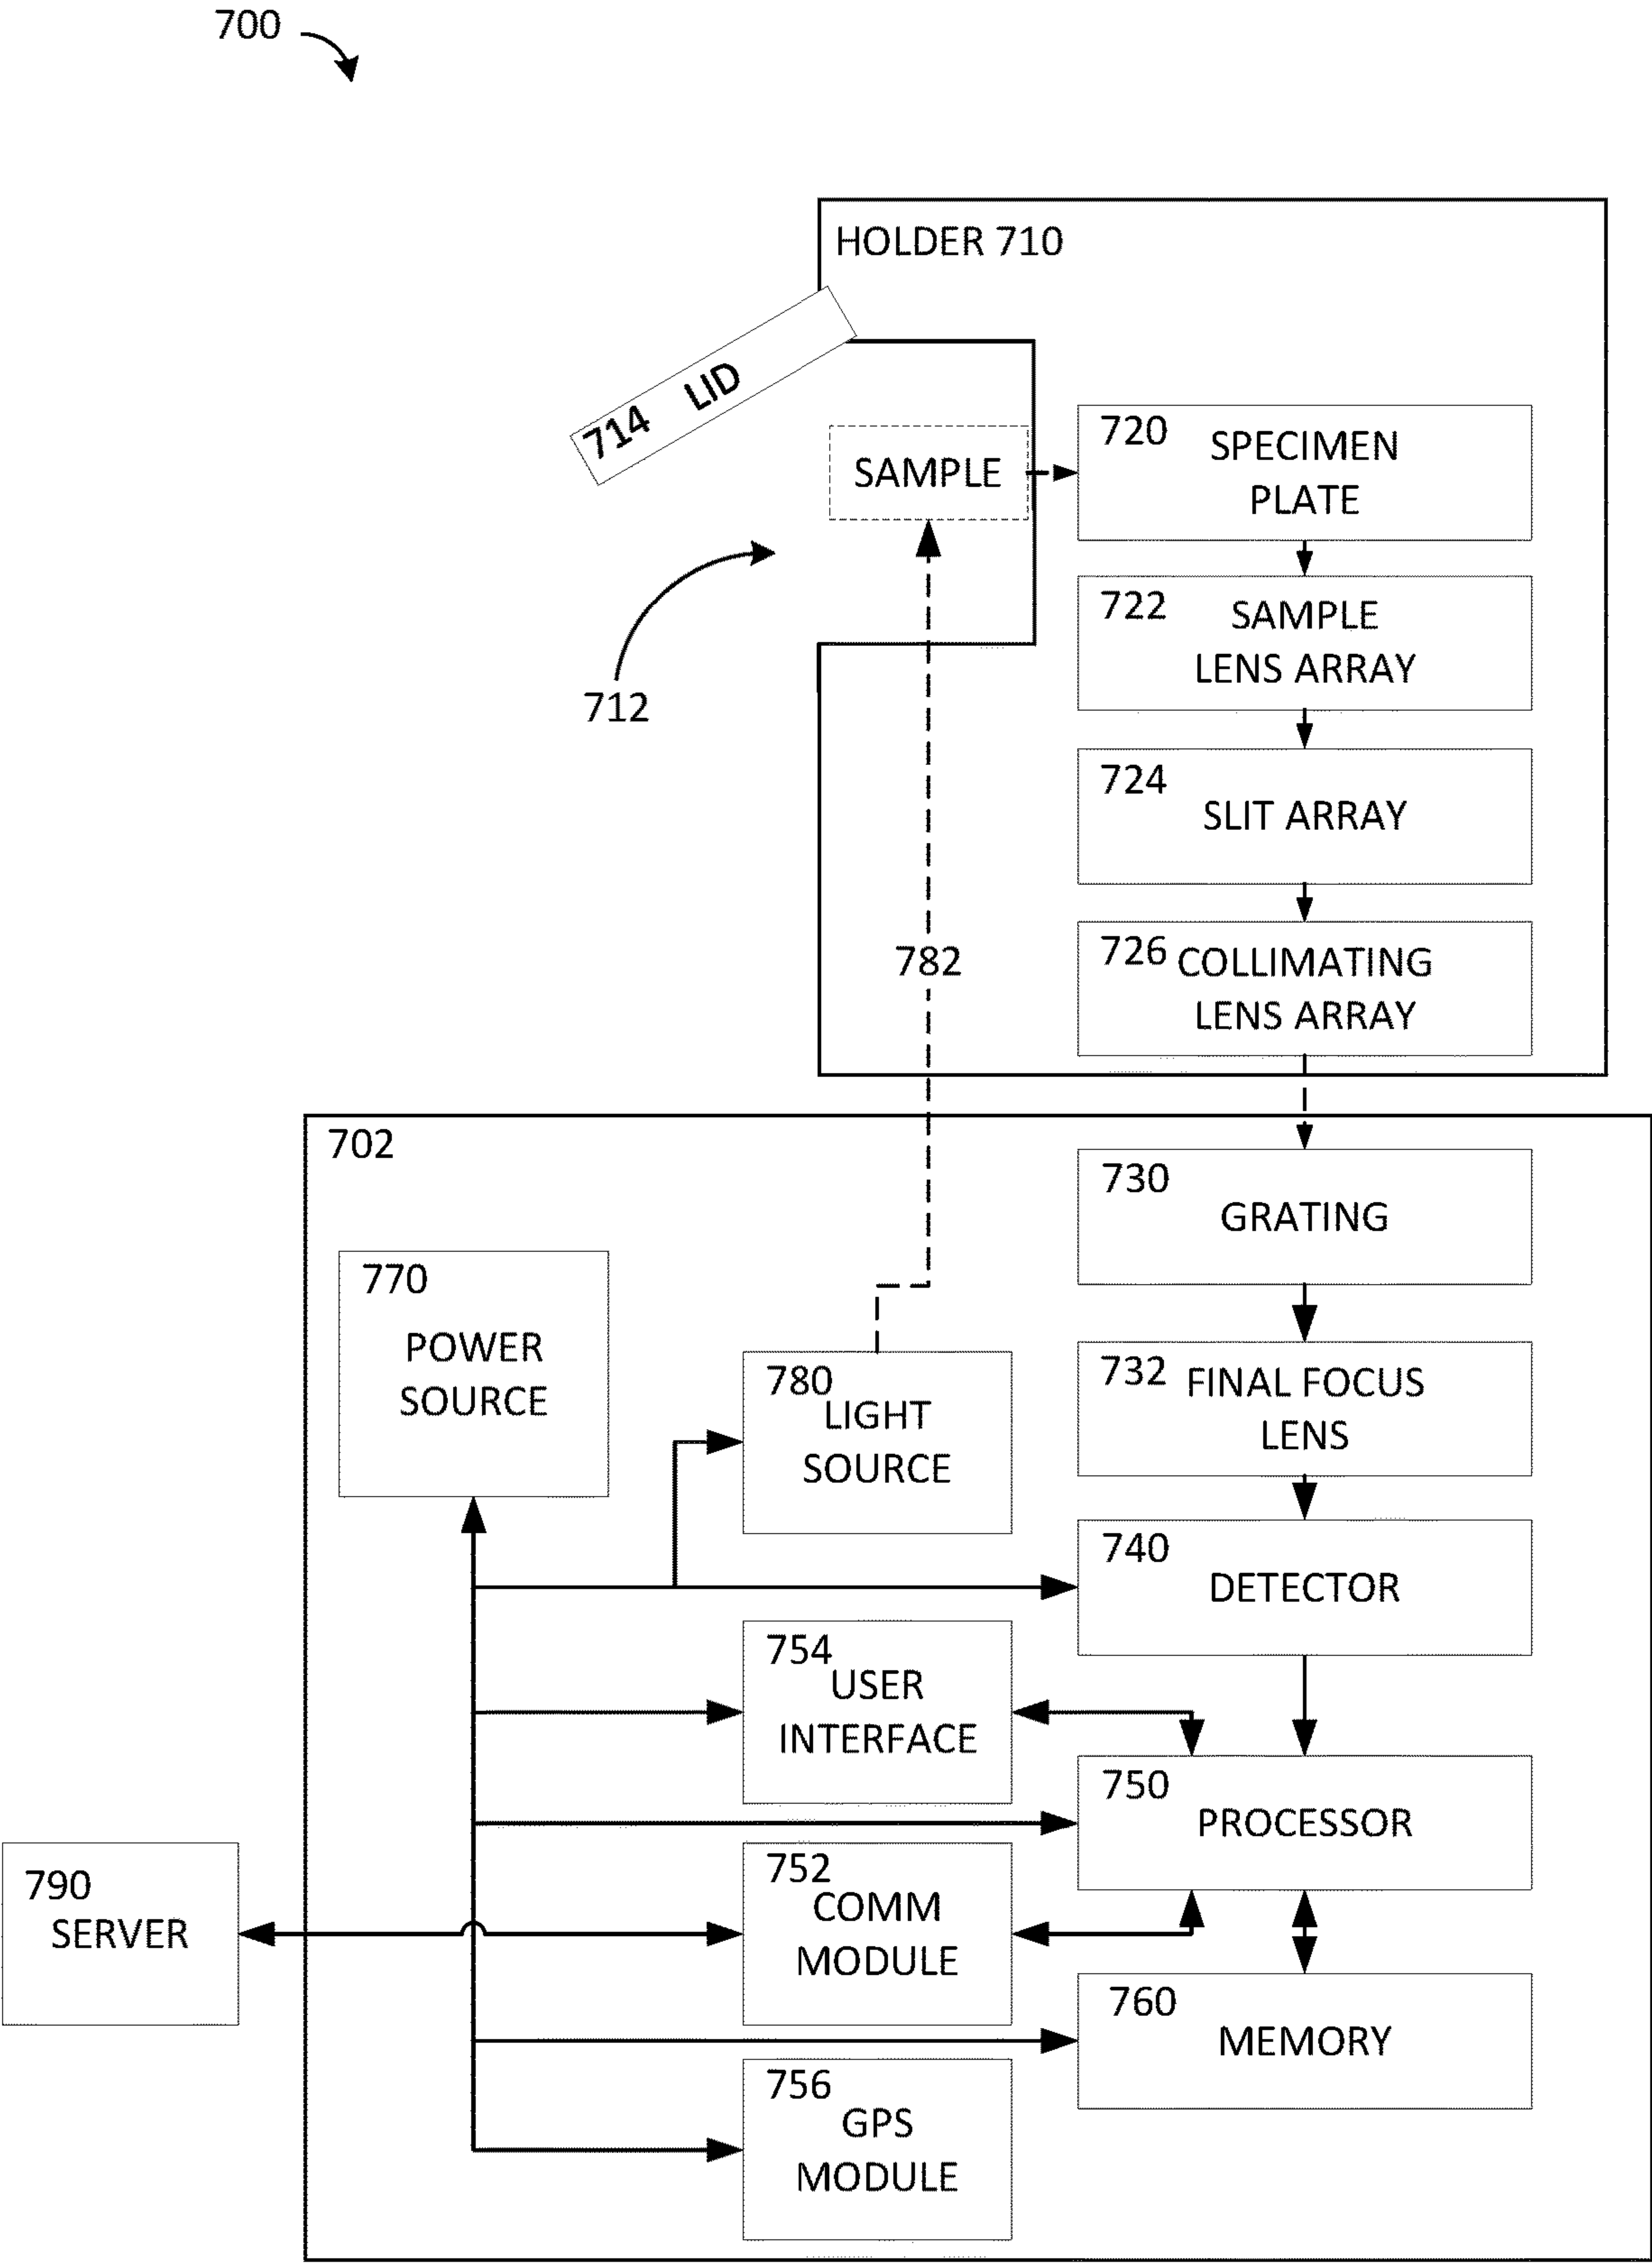 700
HOLDER 710
714 LID
SAMPLE
720
SPECIMEN
PLATE
722
SAMPLE
LENS ARRAY
712
724
SLIT ARRAY
782
726
COLLIMATING
LENS ARRAY
702
730
GRATING
770
POWER
SOURCE
780
LIGHT
SOURCE
732
FINAL FOCUS
LENS
740
DETECTOR
754
USER
INTERFACE
750
PROCESSOR
790
SERVER
752
COMM
MODULE
760
MEMORY
756
GPS
MODULE